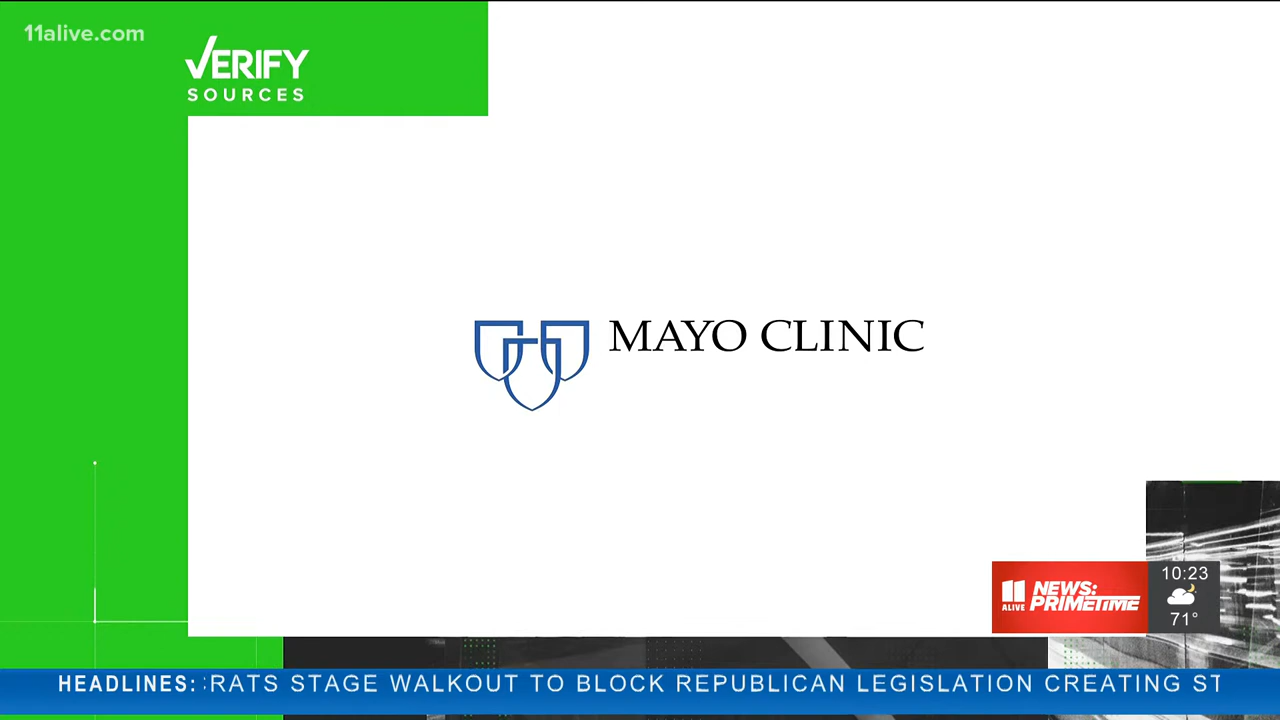 11alive.com
VERIFY
SOURCES
MAYO CLINIC
11
ALIVE
NEWS:
PRIMETIME
10:23
71°
HEADLINES: RATS STAGE WALKOUT TO BLOCK REPUBLICAN LEGISLATION CREATING ST